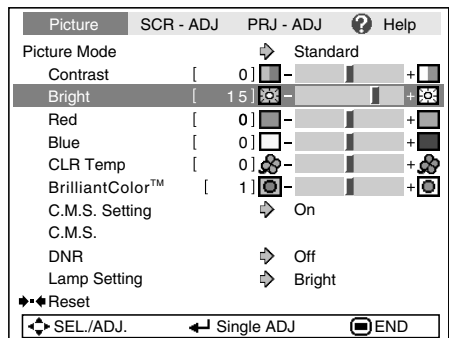 Picture SCR - ADJ PRJ - ADJ ? Help
Picture Mode Standard
Contrast [ 0] - +
Bright [ 15] - +
Red [ 0] - +
Blue [ 0] - +
CLR Temp [ 0] - +
BrilliantColor™ [ 1] - +
C.M.S. Setting On
C.M.S.
DNR Off
Lamp Setting Bright
Reset
SEL./ADJ. Single ADJ END